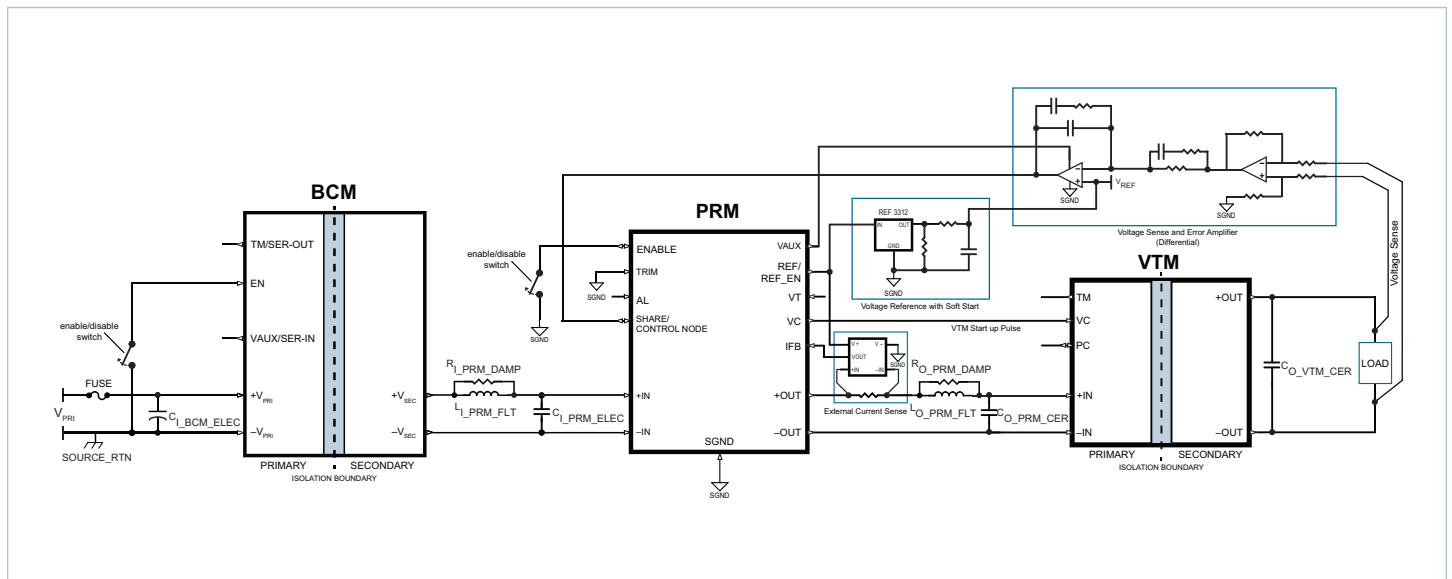 BCM
TM/SER-OUT
EN
enable/disable
switch
VAUX/SER-IN
FUSE
V PRI
C I_BCM_ELEC
SOURCE_RTN
+V PRI
–V PRI
+V SEC
–V SEC
PRIMARY
SECONDARY
ISOLATION BOUNDARY
R I_PRM_DAMP
L I_PRM_FLT
C I_PRM_ELEC
enable/disable
switch
SGND
SGND
PRM
ENABLE
TRIM
AL
SHARE/
CONTROL NODE
+IN
–IN
SGND
SGND
VAUX
REF/
REF_EN
VT
VC
IFB
+OUT
–OUT
REF 3312
IN
OUT
GND
SGND
Voltage Reference with Soft Start
SGND
V REF
SGND
Voltage Sense and Error Amplifier
(Differential)
VTM Start up Pulse
V +
V –
VOUT
+IN
–IN
SGND
External Current Sense
R O_PRM_DAMP
L O_PRM_FLT
C O_PRM_CER
VTM
TM
VC
PC
+IN
–IN
+OUT
–OUT
PRIMARY
SECONDARY
ISOLATION BOUNDARY
C O_VTM_CER
LOAD
Voltage Sense